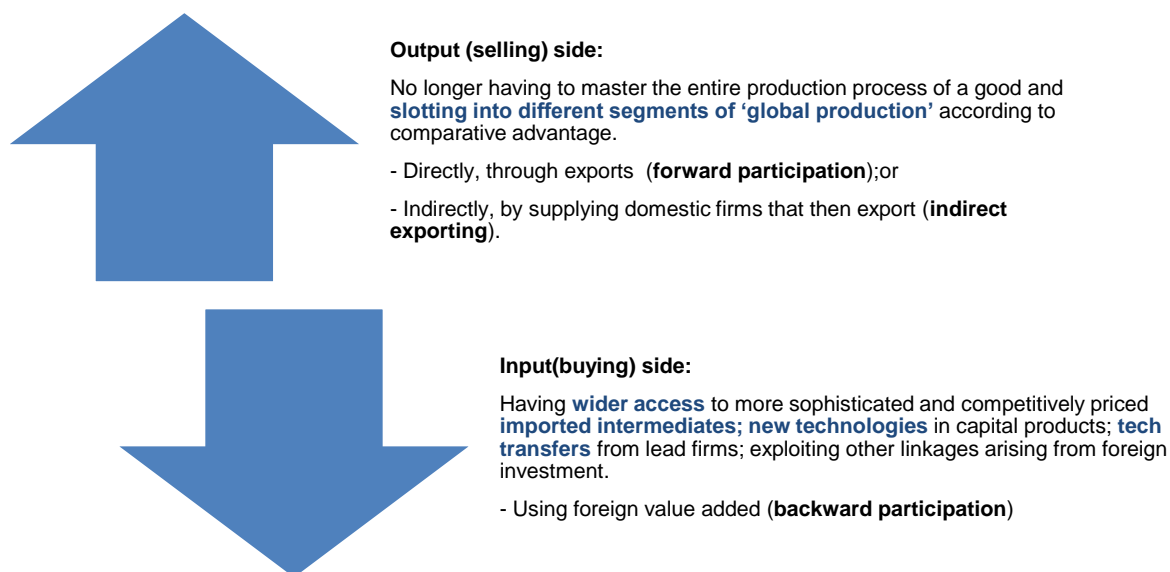 Output (selling) side:
No longer having to master the entire production process of a good and
slotting into different segments of ‘global production’ according to
comparative advantage.
- Directly, through exports (forward participation);or
- Indirectly, by supplying domestic firms that then export (indirect
exporting).
Input(buying) side:
Having wider access to more sophisticated and competitively priced
imported intermediates; new technologies in capital products; tech
transfers from lead firms; exploiting other linkages arising from foreign
investment.
- Using foreign value added (backward participation)